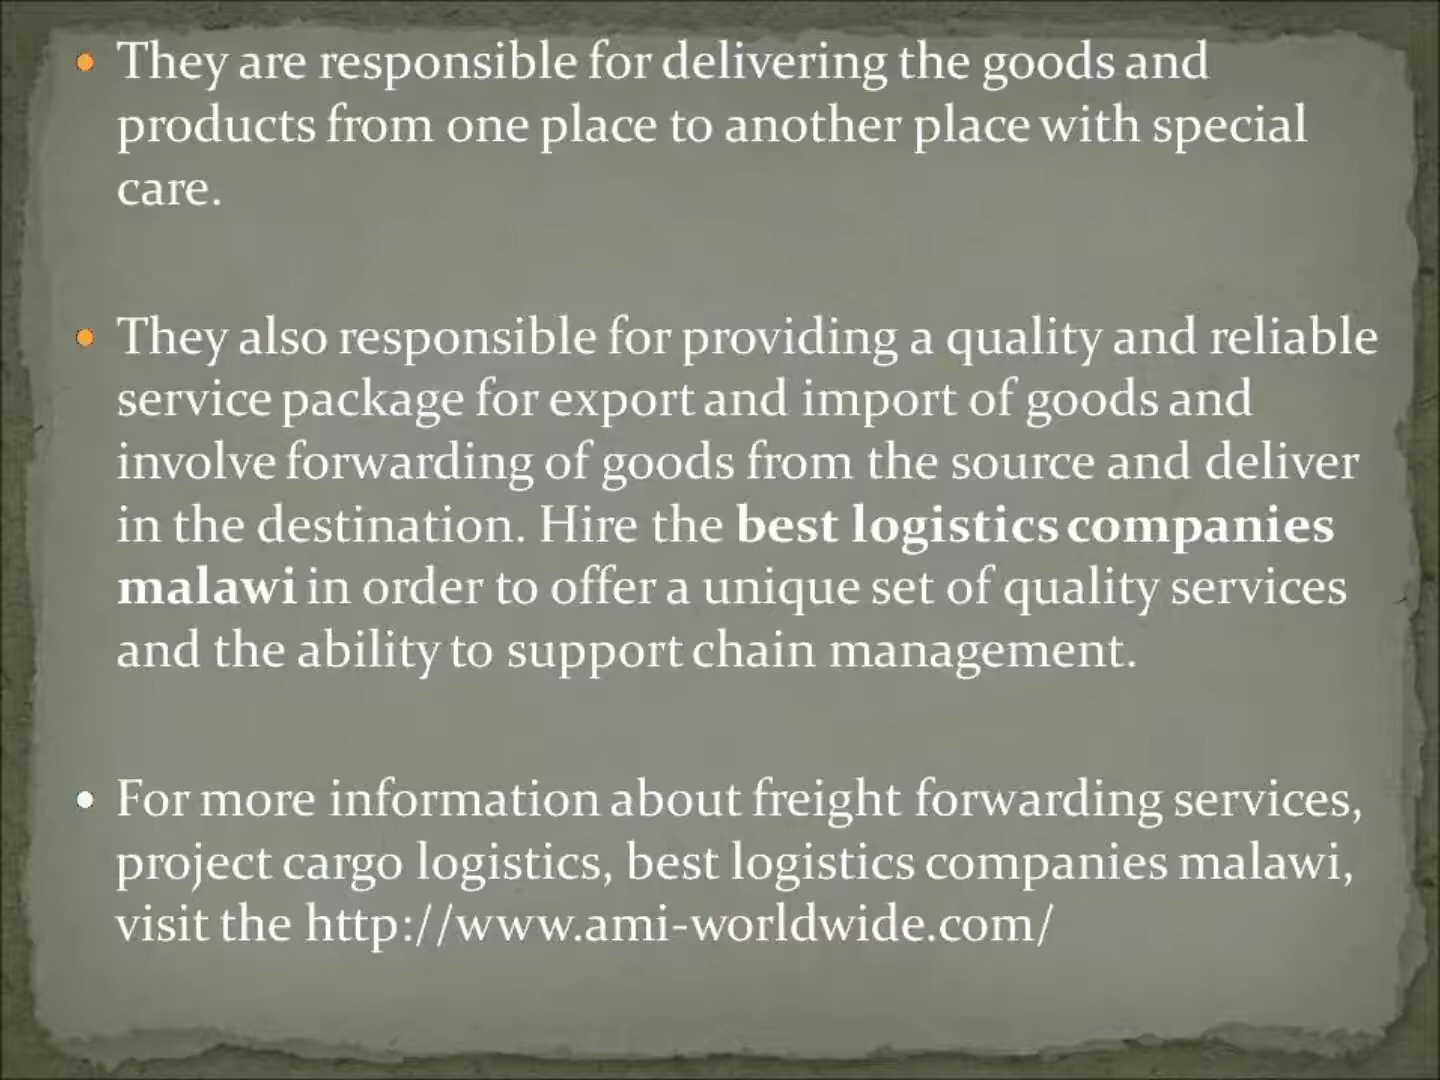 They are responsible for delivering the goods and
products from one place to another place with special
care.
They also responsible for providing a quality and reliable
service package for export and import of goods and
involve forwarding of goods from the source and deliver
in the destination. Hire the best logistics companies
malawi in order to offer a unique set of quality services
and the ability to support chain management.
For more information about freight forwarding services,
project cargo logistics, best logistics companies malawi,
visit the http://www.ami-worldwide.com/